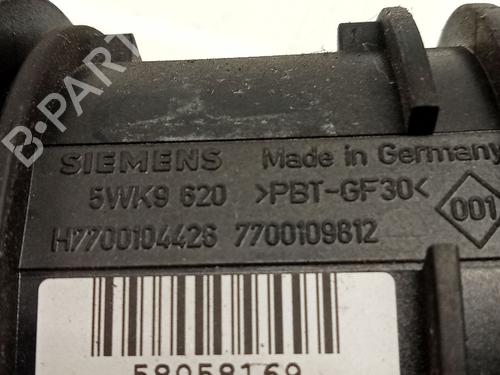 B-PARTS
SIEMENS Made in Germany
5WK9 620 >PBT-GF30< 001
H7700104426 7700109812
58058169